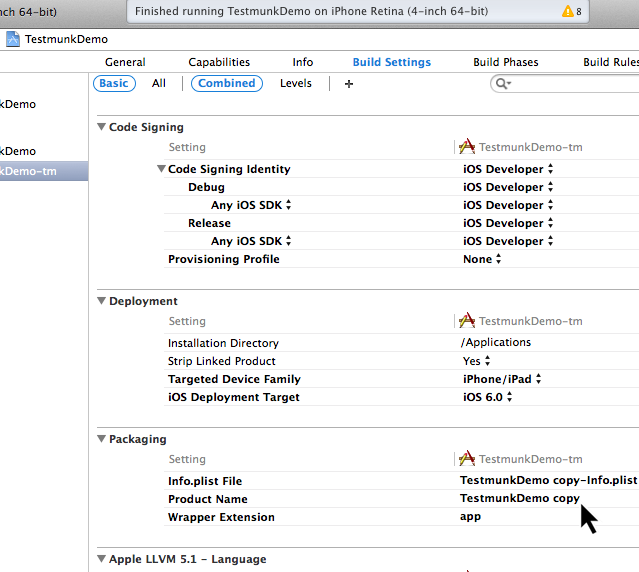 nch 64-bit)
Finished running TestmunkDemo on iPhone Retina (4-inch 64-bit)
8
TestmunkDemo
General Capabilities Info Build Settings Build Phases Build Rules
Basic All Combined Levels +
kDemo
kDemo
kDemo-tm
Code Signing
Setting TestmunkDemo-tm
Code Signing Identity iOS Developer
Debug iOS Developer
Any iOS SDK iOS Developer
Release iOS Developer
Any iOS SDK iOS Developer
Provisioning Profile None
Deployment
Setting TestmunkDemo-tm
Installation Directory /Applications
Strip Linked Product Yes
Targeted Device Family iPhone/iPad
iOS Deployment Target iOS 6.0
Packaging
Setting TestmunkDemo-tm
Info.plist File TestmunkDemo copy-Info.plist
Product Name TestmunkDemo copy
Wrapper Extension app
Apple LLVM 5.1 - Language